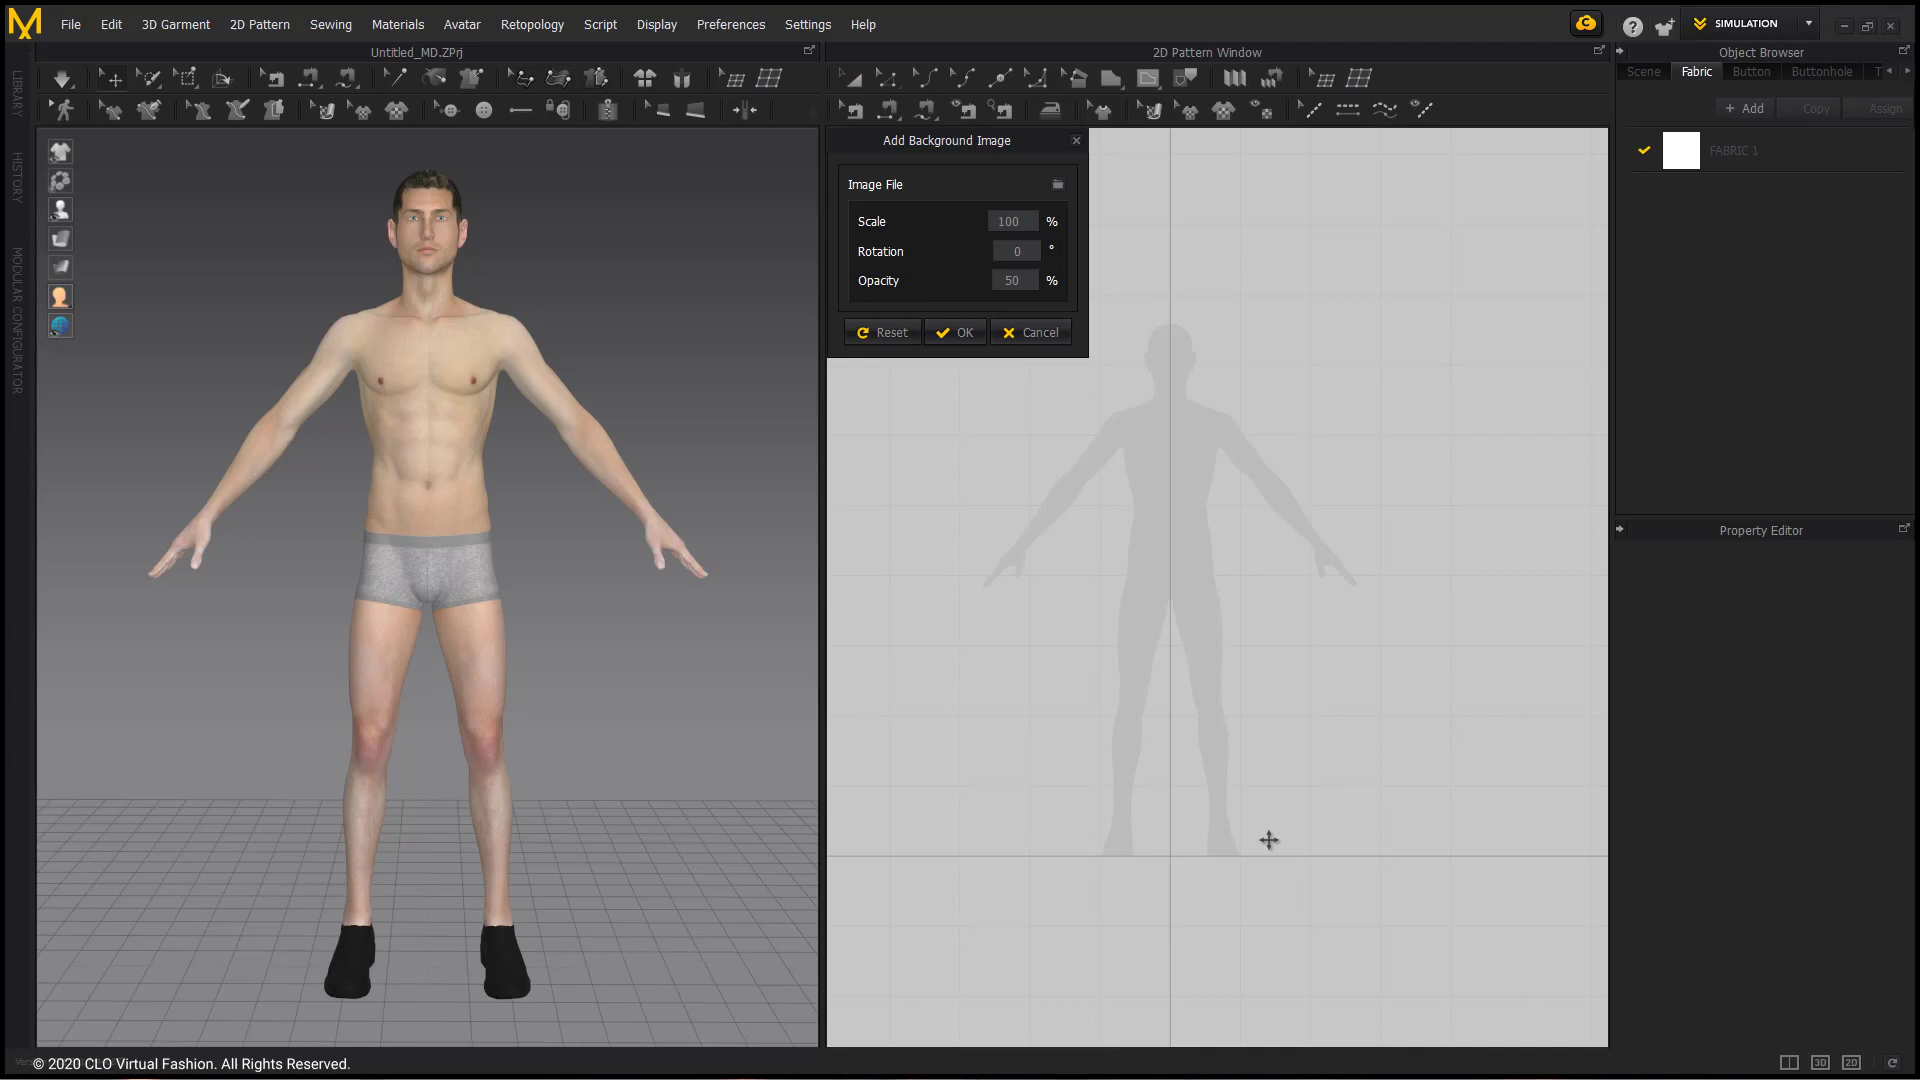 File Edit 3D Garment 2D Pattern Sewing Materials Avatar Retopology Script Display Preferences Settings Help
SIMULATION
Untitled_MD.ZPrj
2D Pattern Window
Object Browser
Scene Fabric Button Buttonhole T
+ Add Copy Assign
FABRIC 1
LIBRARY
HISTORY
MODULAR CONFIGURATOR
Add Background Image
Image File
Scale 100 %
Rotation 0 °
Opacity 50 %
Reset OK Cancel
Property Editor
© 2020 CLO Virtual Fashion. All Rights Reserved.
3D 2D